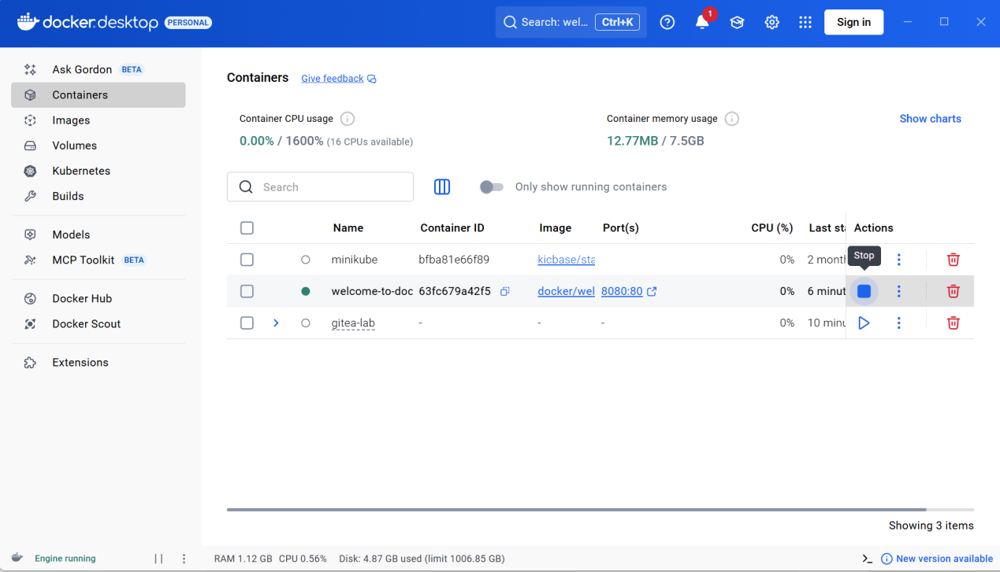 docker.desktop PERSONAL Search: wel... Ctrl+K 1 Sign in
Ask Gordon BETA
Containers
Images
Volumes
Kubernetes
Builds
Models
MCP Toolkit BETA
Docker Hub
Docker Scout
Extensions
Containers Give feedback
Container CPU usage
0.00% / 1600% (16 CPUs available)
Container memory usage
12.77MB / 7.5GB
Show charts
Search
Only show running containers
Name Container ID Image Port(s) CPU (%) Last sta Actions
minikube bfba81e66f89 kicbase/sta 0% 2 month
Stop
welcome-to-doc 63fc679a42f5 docker/wel 8080:80 0% 6 minut
gitea-lab - - - 0% 10 minu
Showing 3 items
Engine running RAM 1.12 GB CPU 0.56% Disk: 4.87 GB used (limit 1006.85 GB) >_ New version available